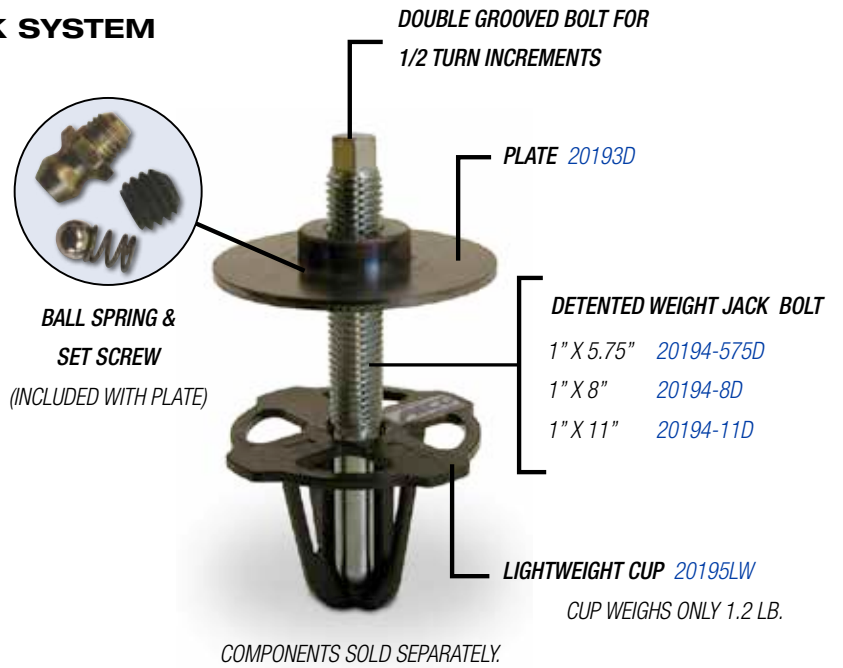 SYSTEM
DOUBLE GROOVED BOLT FOR
1/2 TURN INCREMENTS
PLATE 20193D
BALL SPRING &
SET SCREW
(INCLUDED WITH PLATE)
DETENTED WEIGHT JACK BOLT
1” X 5.75” 20194-575D
1” X 8” 20194-8D
1” X 11” 20194-11D
LIGHTWEIGHT CUP 20195LW
CUP WEIGHS ONLY 1.2 LB.
COMPONENTS SOLD SEPARATELY.